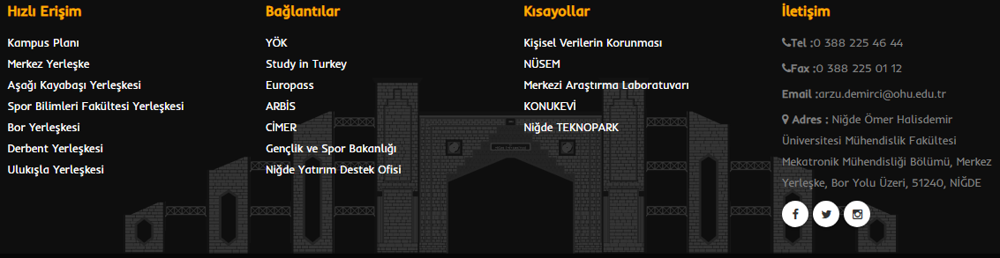 Hızlı Erişim
Kampus Planı
Merkez Yerleşke
Aşağı Kayabaşı Yerleşkesi
Spor Bilimleri Fakültesi Yerleşkesi
Bor Yerleşkesi
Derbent Yerleşkesi
Ulukışla Yerleşkesi
Bağlantılar
YÖK
Study in Turkey
Europass
ARBİS
CİMER
Gençlik ve Spor Bakanlığı
Niğde Yatırım Destek Ofisi
Kısayollar
Kişisel Verilerin Korunması
NÜSEM
Merkezi Araştırma Laboratuvarı
KONUKEVİ
Niğde TEKNOPARK
İletişim
Tel :0 388 225 46 44
Fax :0 388 225 01 12
Email :arzu.demirci@ohu.edu.tr
Adres : Niğde Ömer Halisdemir
Üniversitesi Mühendislik Fakültesi
Mekatronik Mühendisliği Bölümü, Merkez
Yerleşke, Bor Yolu Üzeri, 51240, NİĞDE